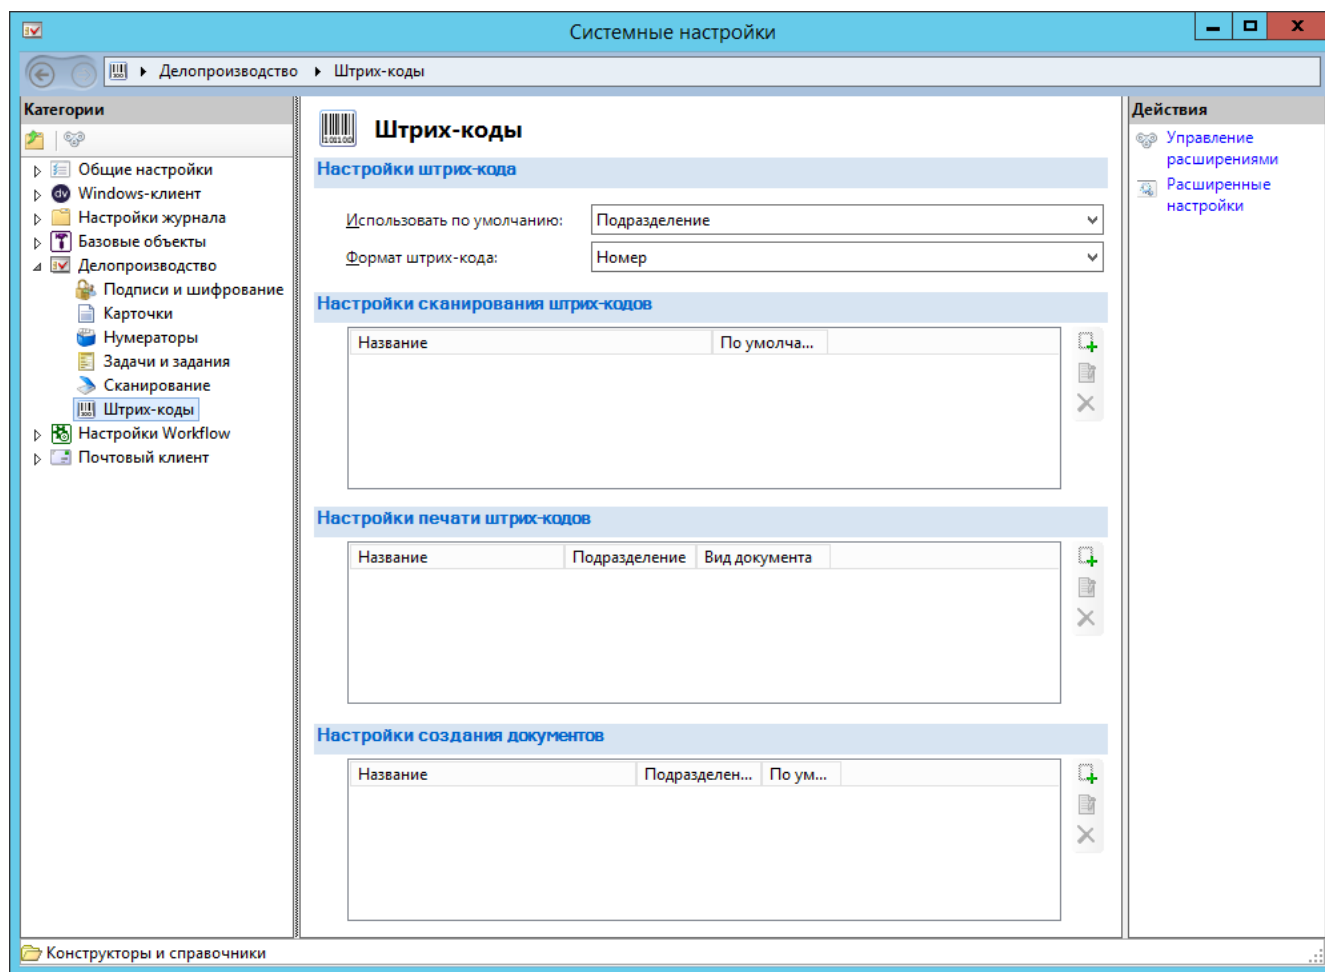 Системные настройки
Делопроизводство
Штрих-коды
Категории
Общие настройки
Windows-клиент
Настройки журнала
Базовые объекты
Делопроизводство
Подписи и шифрование
Карточки
Нумераторы
Задачи и задания
Сканирование
Штрих-коды
Настройки Workflow
Почтовый клиент
Штрих-коды
Настройки штрих-кода
Использовать по умолчанию: Подразделение
Формат штрих-кода: Номер
Настройки сканирования штрих-кодов
Название По умолча...
Настройки печати штрих-кодов
Название Подразделение Вид документа
Настройки создания документов
Название Подразделен... По ум...
Действия
Управление
расширениями
Расширенные
настройки
Конструкторы и справочники